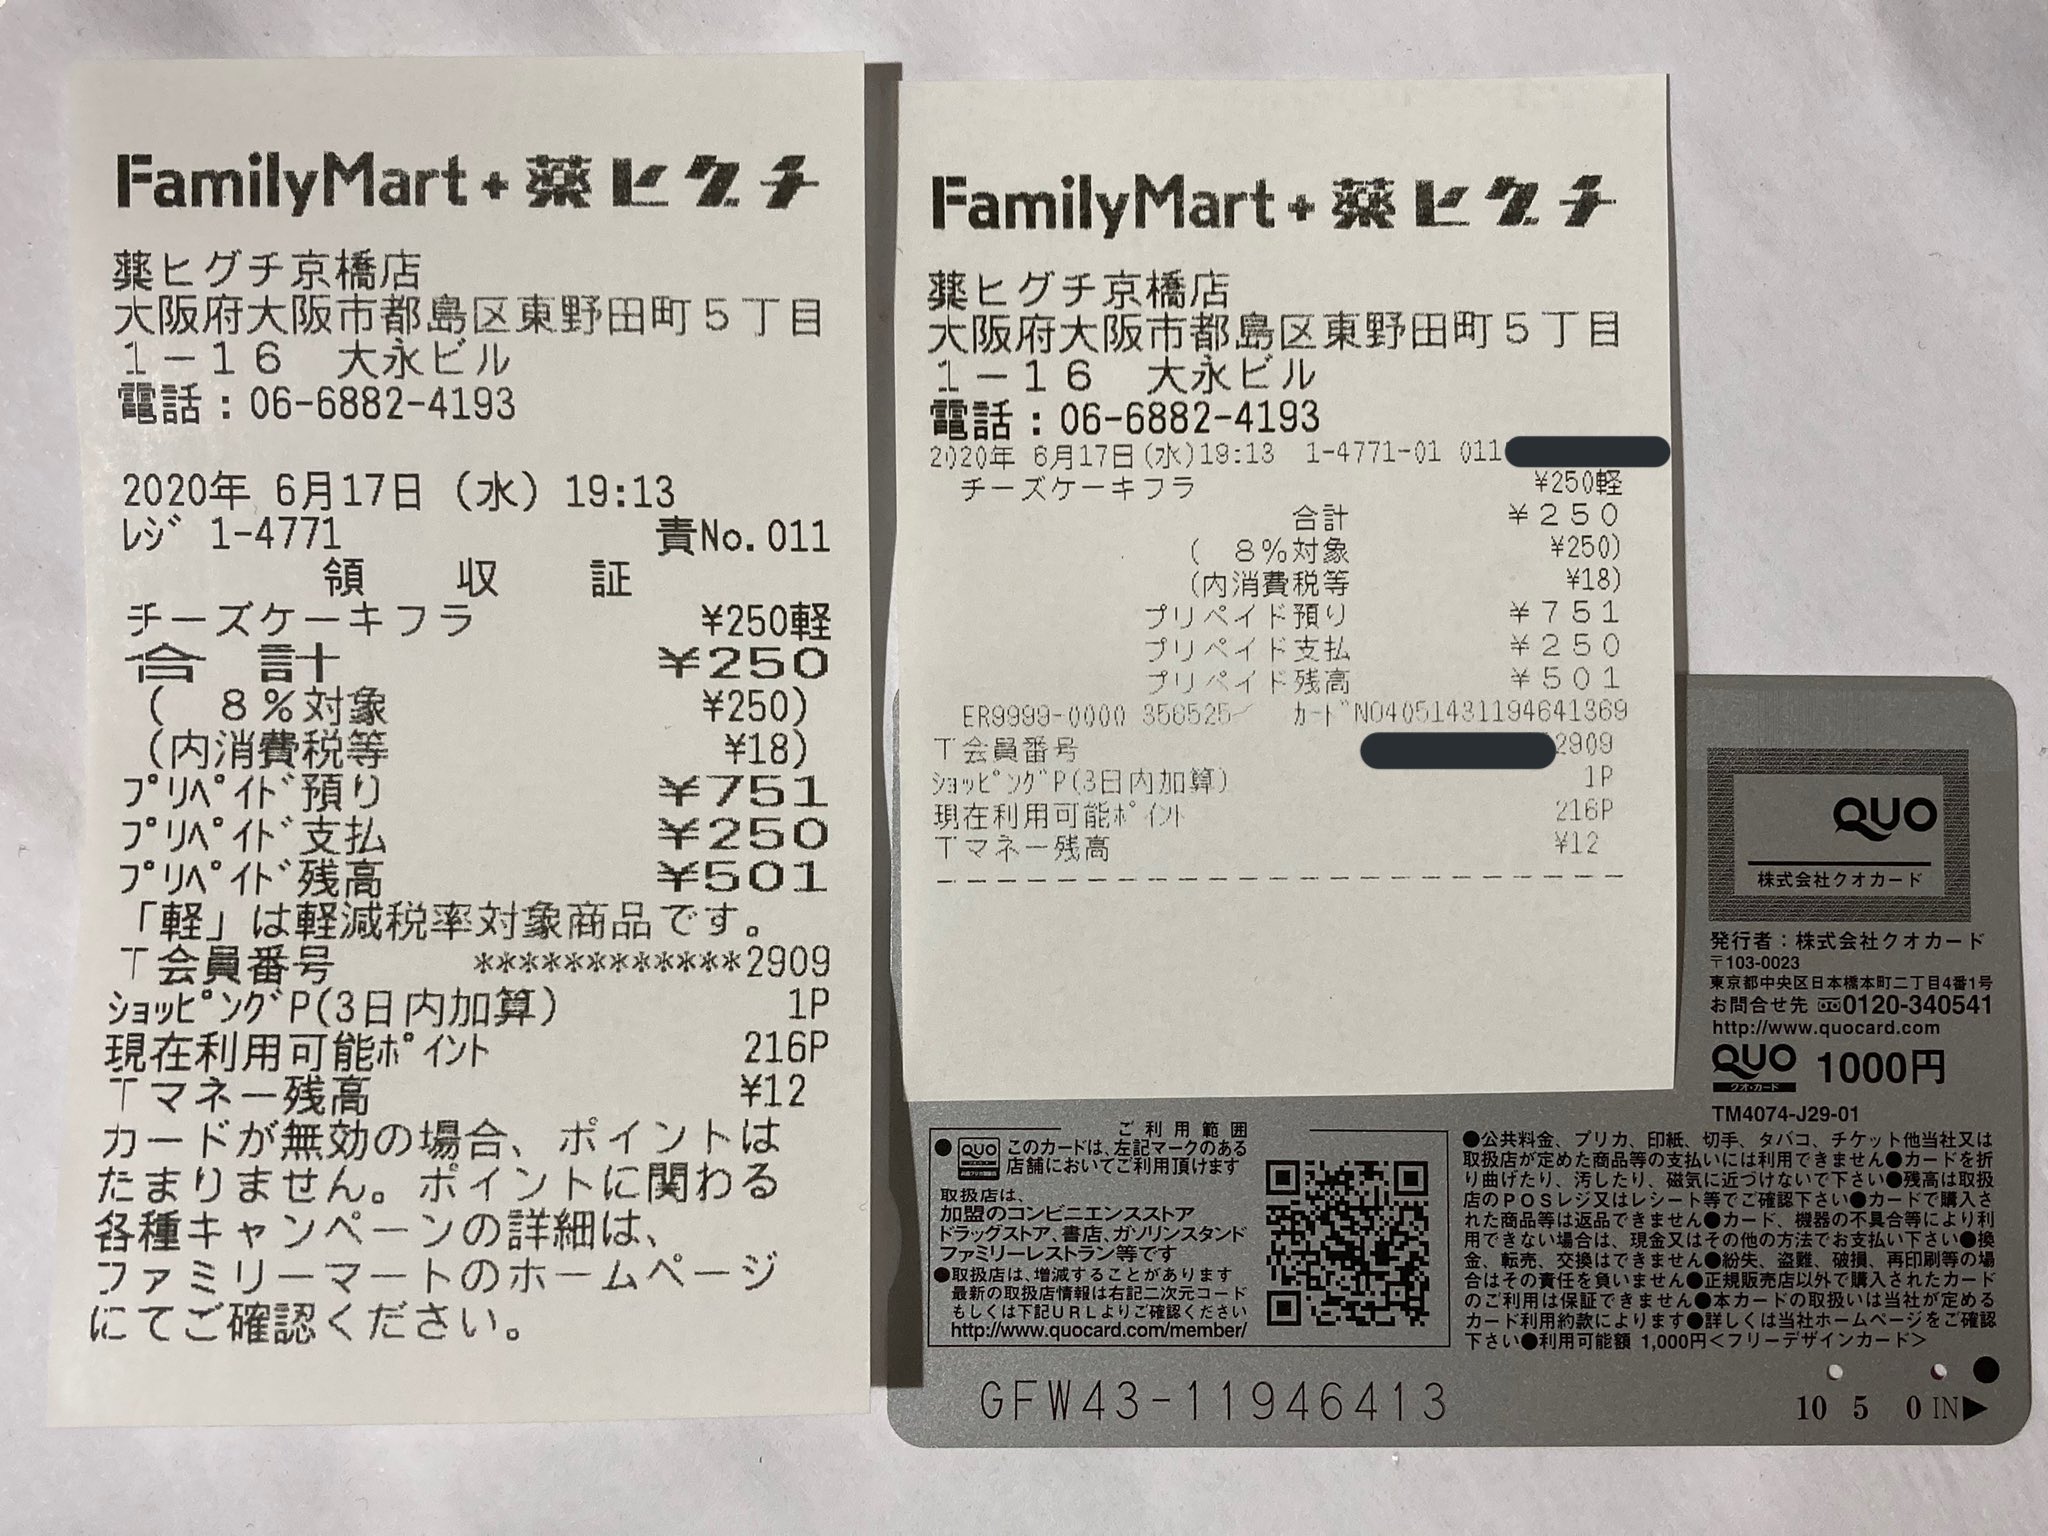 FamilyMart+薬ヒグチ
薬ヒグチ京橋店
大阪府大阪市都島区東野田町5丁目
1-16 大永ビル
電話:06-6882-4193
2020年 6月17日 (水) 19:13
ﾚｼﾞ 1-4771 責No.011
領 収 証
チーズケーキフラ ¥250軽
合 計 ¥250
( 8%対象 ¥250)
(内消費税等 ¥18)
ﾌﾟﾘﾍﾟｲﾄﾞ預り ¥751
ﾌﾟﾘﾍﾟｲﾄﾞ支払 ¥250
ﾌﾟﾘﾍﾟｲﾄﾞ残高 ¥501
「軽」は軽減税率対象商品です。
T会員番号 ************2909
ｼｮｯﾋﾟﾝｸﾞP(3日内加算) 1P
現在利用可能ﾎﾟｲﾝﾄ 216P
Tマネー残高 ¥12
カードが無効の場合、ポイントは
たまりません。ポイントに関わる
各種キャンペーンの詳細は、
ファミリーマートのホームページ
にてご確認ください。
FamilyMart+薬ヒグチ
薬ヒグチ京橋店
大阪府大阪市都島区東野田町5丁目
1-16 大永ビル
電話:06-6882-4193
2020年 6月17日(水)19:13 1-4771-01 011
チーズケーキフラ ¥250軽
合計 ¥250
( 8%対象 ¥250)
(内消費税等 ¥18)
プリペイド預り ¥751
プリペイド支払 ¥250
プリペイド残高 ¥501
ER9999-0000 356525 ｶｰﾄﾞNO4051431194641369
T会員番号 2909
ｼｮｯﾋﾟﾝｸﾞP(3日内加算) 1P
現在利用可能ﾎﾟｲﾝﾄ 216P
Tマネー残高 ¥12
QUO
株式会社クオカード
発行者:株式会社クオカード
〒103-0023
東京都中央区日本橋本町二丁目4番1号
お問合せ先 0120-340541
http://www.quocard.com
QUO 1000円
クオ・カード
TM4074-J29-01
ご利用範囲
●QUO このカードは、左記マークのある
店舗においてご利用頂けます
取扱店は、
加盟のコンビニエンスストア
ドラッグストア、書店、ガソリンスタンド
ファミリーレストラン等です
●取扱店は、増減することがあります
最新の取扱店情報は右記二次元コード
もしくは下記URLよりご確認ください
http://www.quocard.com/member/
●公共料金、プリカ、印紙、切手、タバコ、チケット他当社又は
取扱店が定めた商品等の支払いには利用できません●カードを折
り曲げたり、汚したり、磁気に近づけないで下さい●残高は取扱
店のPOSレジ又はレシート等でご確認下さい●カードで購入さ
れた商品等は返品できません●カード、機器の不具合等により利
用できない場合は、現金又はその他の方法でお支払い下さい●換
金、転売、交換はできません●紛失、盗難、破損、再印刷等の場
合はその責任を負いません●正規販売店以外で購入されたカード
のご利用は保証できません●本カードの取扱いは当社が定める
カード利用約款によります●詳しくは当社ホームページをご確認
下さい●利用可能額 1,000円<フリーデザインカード>
GFW43-11946413
10 5 0 IN▶